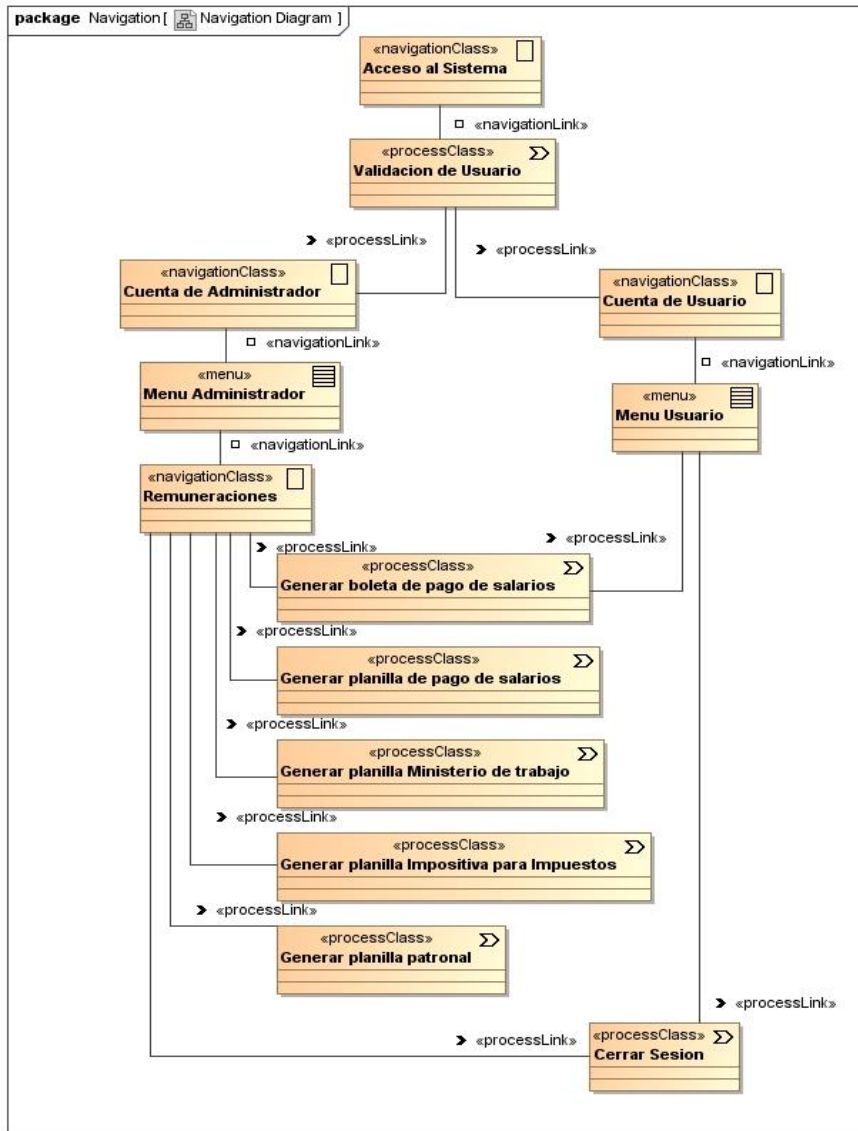 package Navigation [ Navigation Diagram ]
«navigationClass»
Acceso al Sistema
«navigationLink»
«processClass»
Validacion de Usuario
«processLink»
«processLink»
«navigationClass»
Cuenta de Administrador
«navigationClass»
Cuenta de Usuario
«navigationLink»
«navigationLink»
«menu»
Menu Administrador
«menu»
Menu Usuario
«navigationLink»
«navigationClass»
Remuneraciones
«processLink»
«processLink»
«processClass»
Generar boleta de pago de salarios
«processLink»
«processClass»
Generar planilla de pago de salarios
«processLink»
«processClass»
Generar planilla Ministerio de trabajo
«processLink»
«processClass»
Generar planilla Impositiva para Impuestos
«processLink»
«processClass»
Generar planilla patronal
«processLink»
«processLink»
«processClass»
Cerrar Sesion